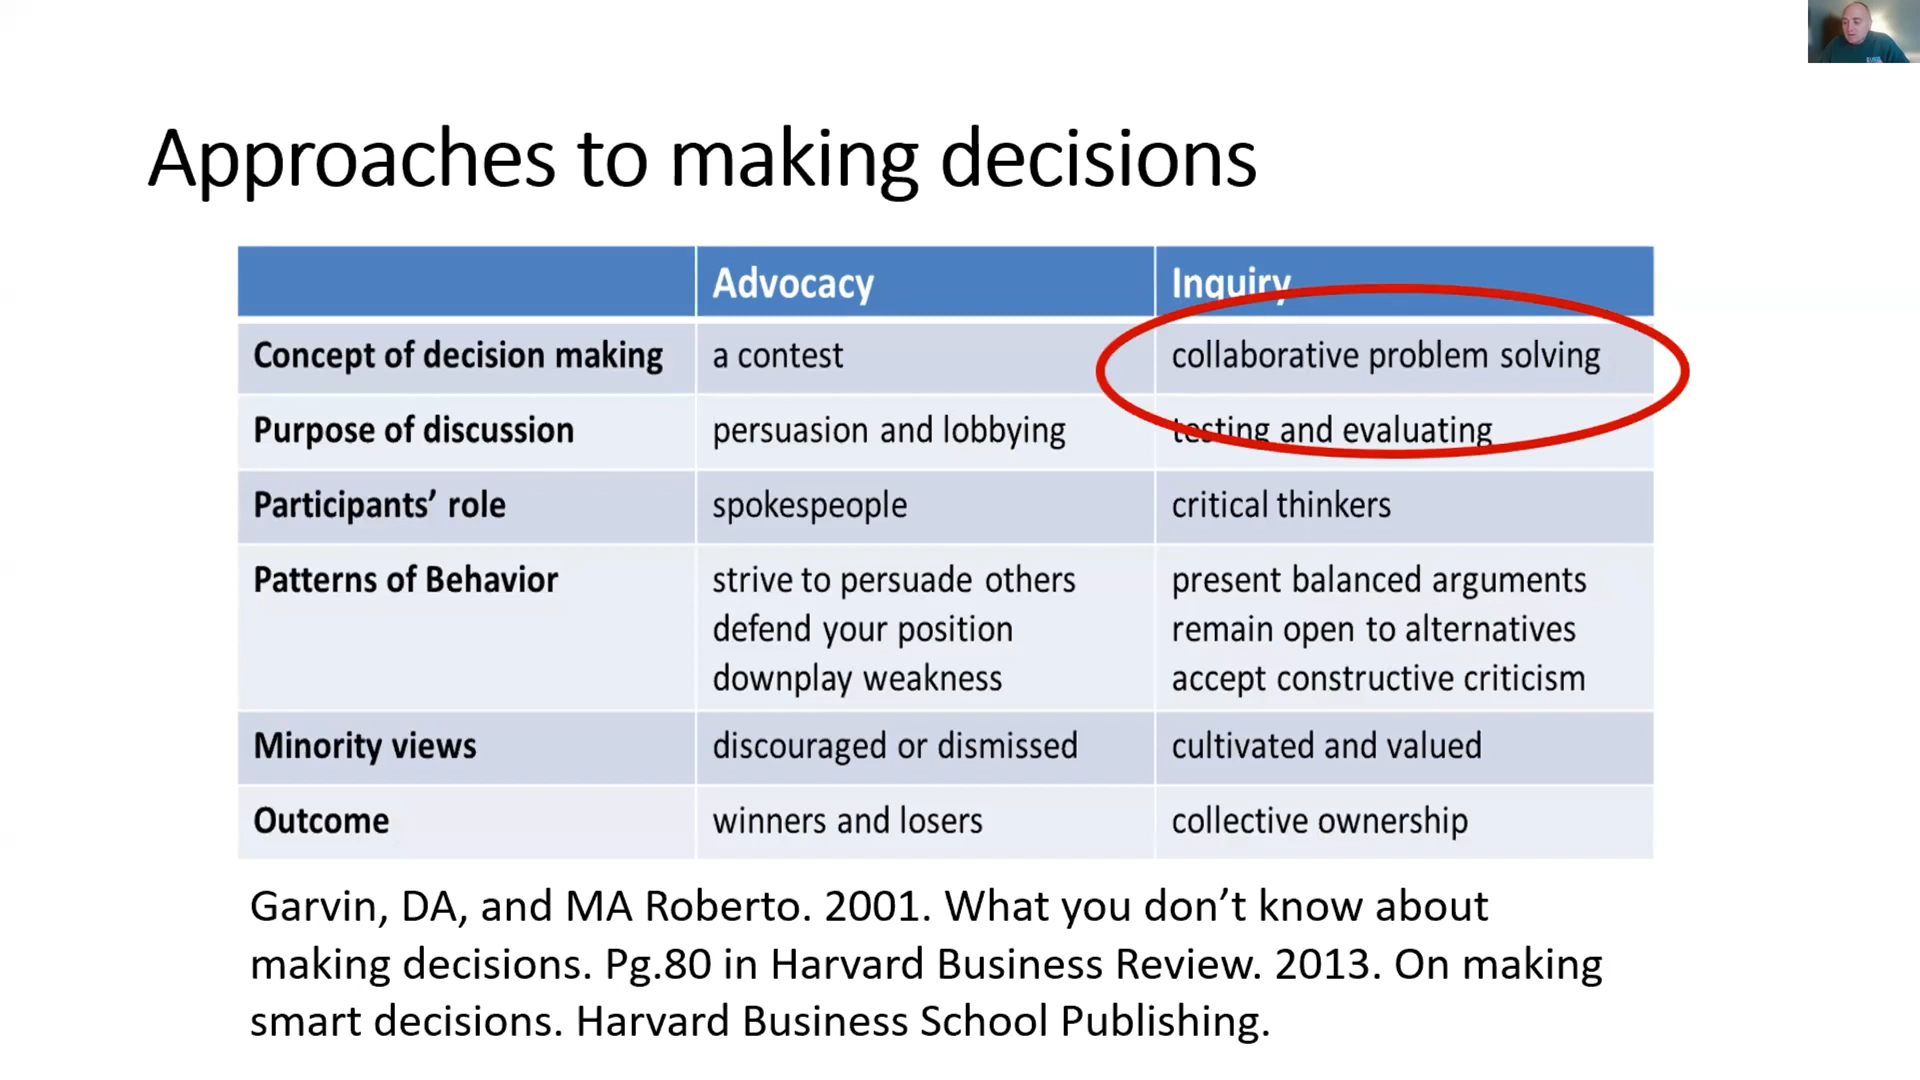 Approaches to making decisions
Advocacy Inquiry
Concept of decision making a contest collaborative problem solving
Purpose of discussion persuasion and lobbying testing and evaluating
Participants’ role spokespeople critical thinkers
Patterns of Behavior strive to persuade others present balanced arguments
defend your position remain open to alternatives
downplay weakness accept constructive criticism
Minority views discouraged or dismissed cultivated and valued
Outcome winners and losers collective ownership
Garvin, DA, and MA Roberto. 2001. What you don’t know about
making decisions. Pg.80 in Harvard Business Review. 2013. On making
smart decisions. Harvard Business School Publishing.